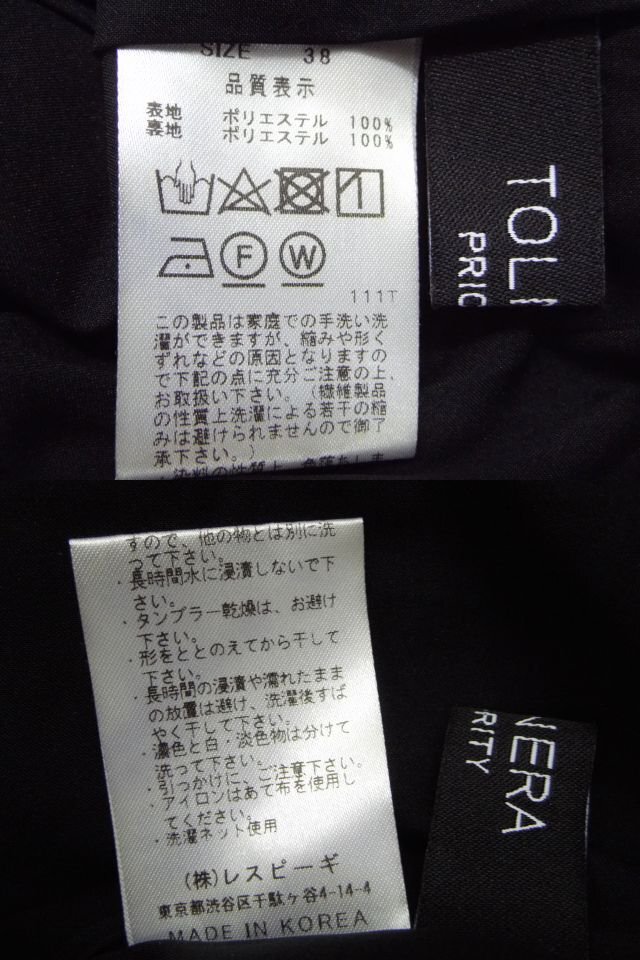 SIZE 38
品質表示
表地 ポリエステル 100%
裏地 ポリエステル 100%
F W
111T
この製品は家庭での手洗い洗
濯ができますが、縮みや形く
ずれなどの原因となりますの
で下記の点に充分ご注意の上、
お取扱い下さい。(繊維製品
の性質上洗濯による若干の縮
みは避けられませんので御了
承下さい。)
・染料の性質上、色落ちしま
TOL
PRIO
すので、他の物とは別に洗
って下さい。
・長時間水に浸漬しないで下
さい。
・タンブラー乾燥は、お避け
下さい。
・形をととのえてから干して
下さい。
・長時間の浸漬や濡れたまま
の放置は避け、洗濯後すば
やく干して下さい。
・濃色と白・淡色物は分けて
洗って下さい。
・引っかけに、ご注意下さい。
・アイロンはあて布を使用し
てください。
・洗濯ネット使用
(株)レスピーギ
東京都渋谷区千駄ヶ谷4-14-4
MADE IN KOREA
NERA
RITY